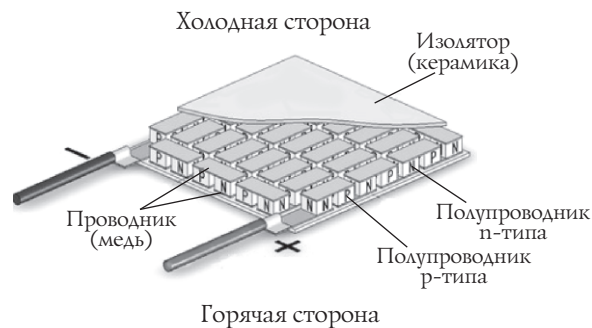 Холодная сторона
Изолятор
(керамика)
Проводник
(медь)
Полупроводник
n-типа
Полупроводник
p-типа
Горячая сторона